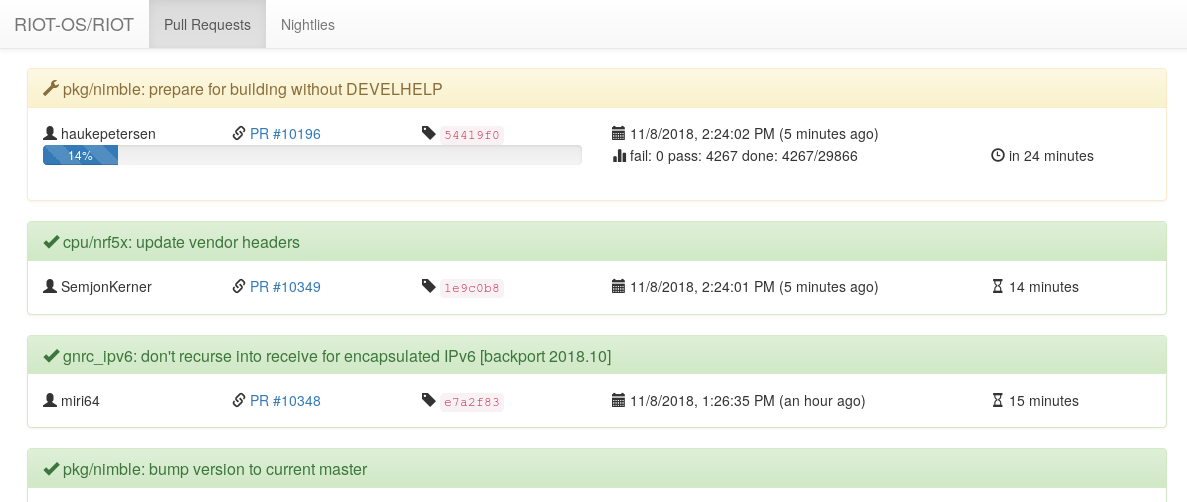 RIOT-OS/RIOT Pull Requests Nightlies
pkg/nimble: prepare for building without DEVELHELP
haukepetersen PR #10196 54419f0 11/8/2018, 2:24:02 PM (5 minutes ago)
14% fail: 0 pass: 4267 done: 4267/29866 in 24 minutes
cpu/nrf5x: update vendor headers
SemjonKerner PR #10349 1e9c0b8 11/8/2018, 2:24:01 PM (5 minutes ago) 14 minutes
gnrc_ipv6: don't recurse into receive for encapsulated IPv6 [backport 2018.10]
miri64 PR #10348 e7a2f83 11/8/2018, 1:26:35 PM (an hour ago) 15 minutes
pkg/nimble: bump version to current master